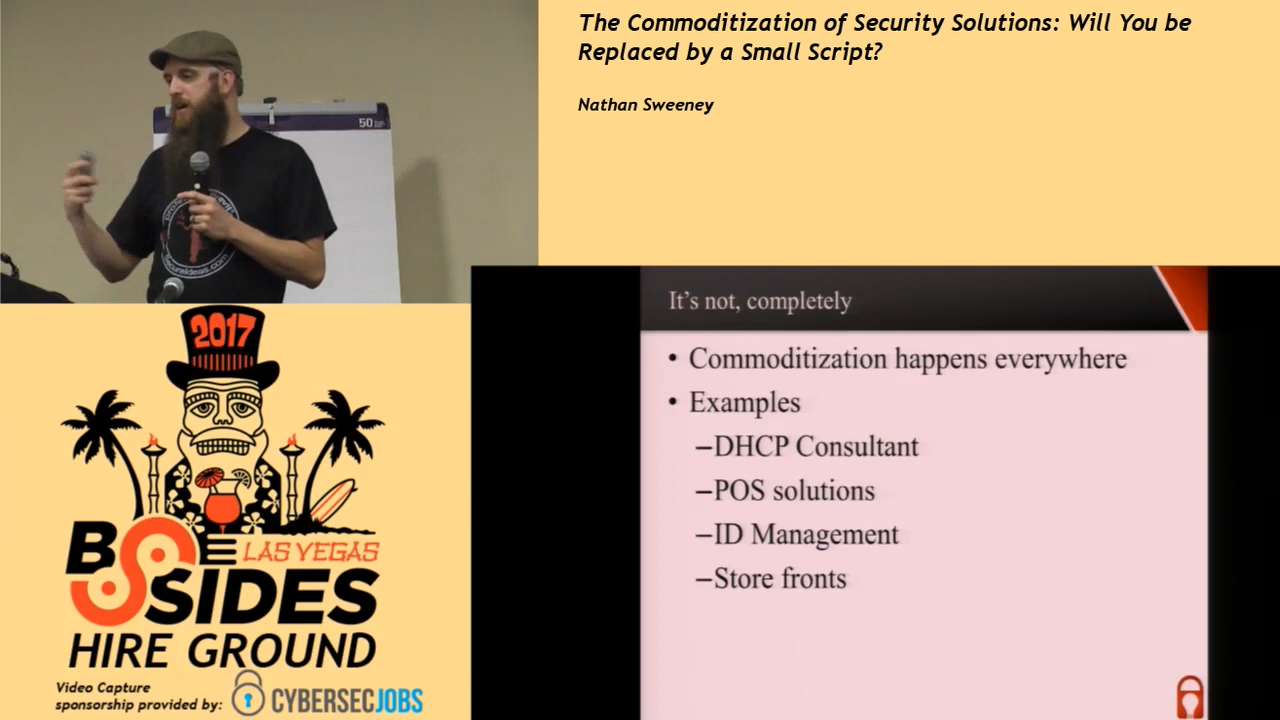 The Commoditization of Security Solutions: Will You be
Replaced by a Small Script?
Nathan Sweeney
50
It's not, completely
• Commoditization happens everywhere
• Examples
–DHCP Consultant
–POS solutions
–ID Management
–Store fronts
2017
BSIDES
LAS VEGAS
HIRE GROUND
Video Capture
sponsorship provided by:
CYBERSECJOBS
SecureIdeas.com